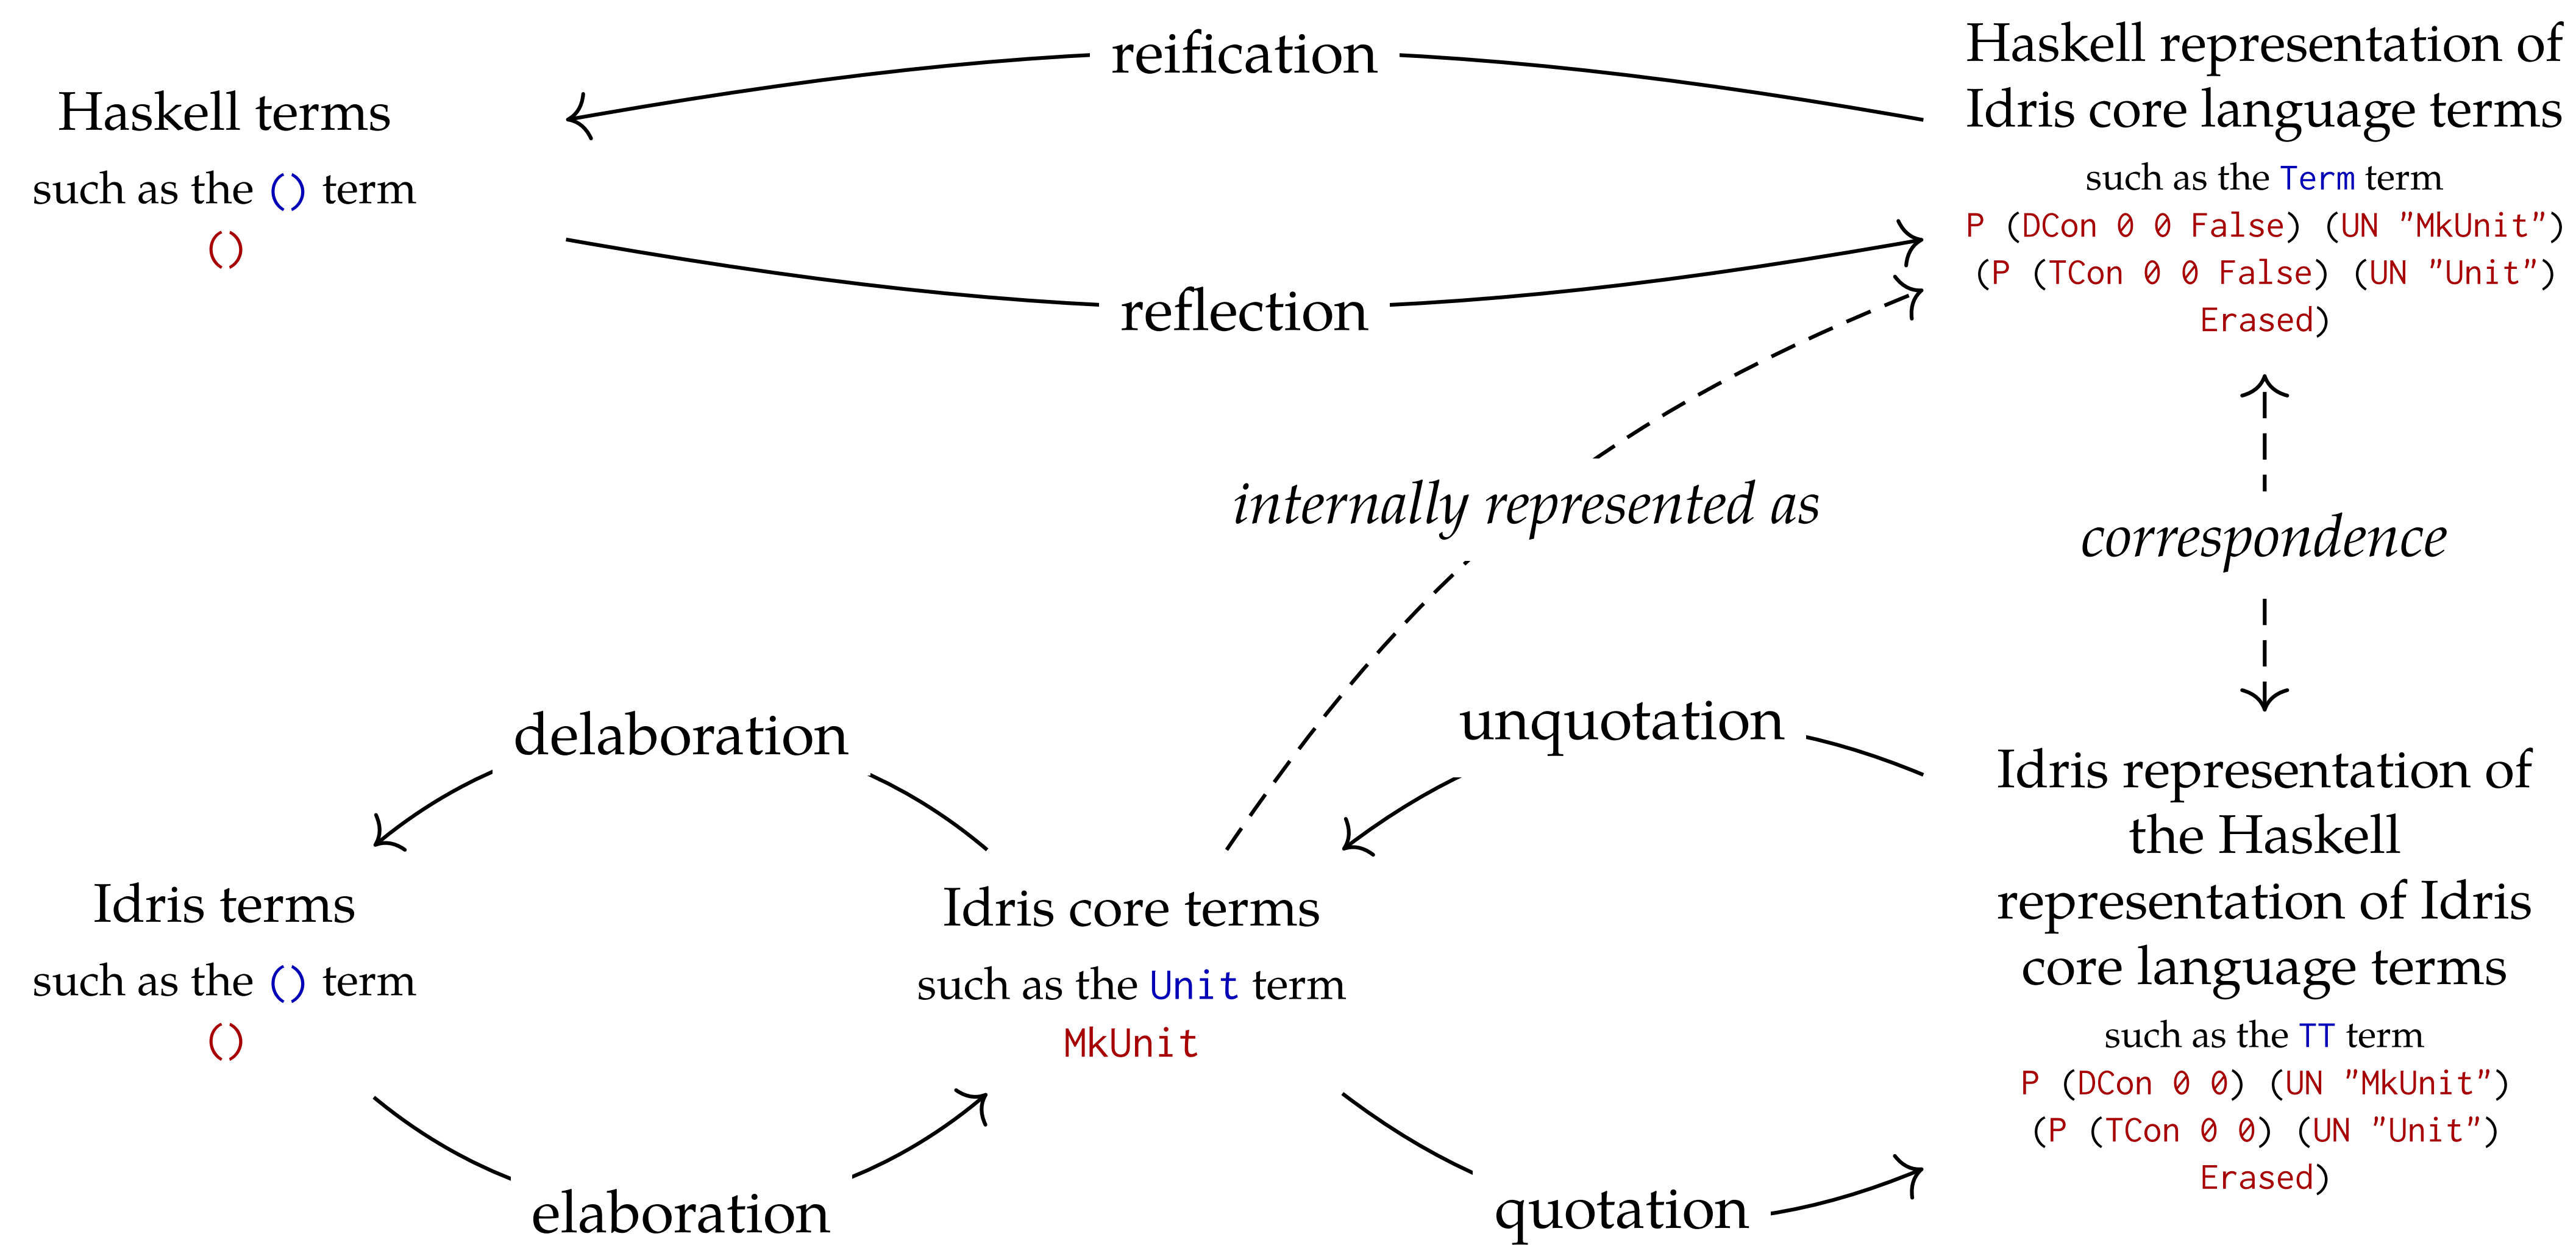 reification
Haskell representation of
Idris core language terms
such as the Term term
P (DCon 0 0 False) (UN "MkUnit")
(P (TCon 0 0 False) (UN "Unit")
Erased)
Haskell terms
such as the () term
()
reflection
internally represented as
correspondence
delaboration
unquotation
Idris terms
such as the () term
()
Idris core terms
such as the Unit term
MkUnit
Idris representation of
the Haskell
representation of Idris
core language terms
such as the TT term
P (DCon 0 0) (UN "MkUnit")
(P (TCon 0 0) (UN "Unit")
Erased)
elaboration
quotation